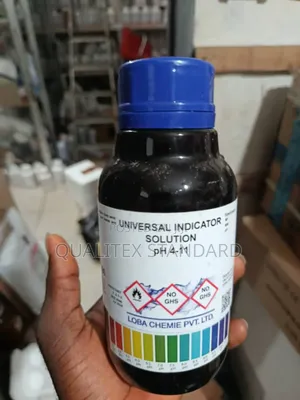 UNIVERSAL INDICATOR
SOLUTION
QUALITEX STANDARD
pH 4-11
NO
GHS
NO
GHS
LOBA CHEMIE PVT. LTD.